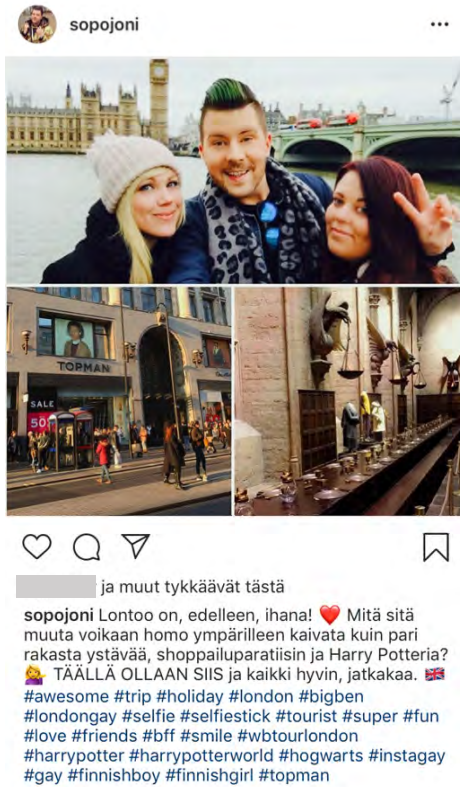 sopojoni
TOPMAN
SALE
50
ja muut tykkäävät tästä
sopojoni Lontoo on, edelleen, ihana! ❤️ Mitä sitä
muuta voikaan homo ympärilleen kaivata kuin pari
rakasta ystävää, shoppailuparatiisin ja Harry Potteria?
💁‍♀️ TÄÄLLÄ OLLAAN SIIS ja kaikki hyvin, jatkakaa. 🇬🇧
#awesome #trip #holiday #london #bigben
#londongay #selfie #selfiestick #tourist #super #fun
#love #friends #bff #smile #wbtourlondon
#harrypotter #harrypotterworld #hogwarts #instagay
#gay #finnishboy #finnishgirl #topman